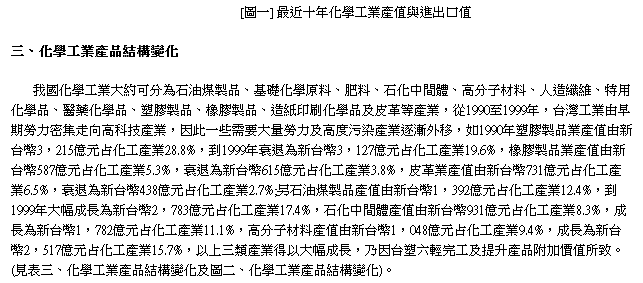 [圖一] 最近十年化學工業產值與進出口值
三、化學工業產品結構變化
我國化學工業大約可分為石油煤製品、基礎化學原料、肥料、石化中間體、高分子材料、人造纖維、特用
化學品、醫藥化學品、塑膠製品、橡膠製品、造紙印刷化學品及皮革等產業，從1990至1999年，台灣工業由早
期勞力密集走向高科技產業，因此一些需要大量勞力及高度污染產業逐漸外移，如1990年塑膠製品業產值由新
台幣3，215億元占化工產業28.8%，到1999年衰退為新台幣3，127億元占化工產業19.6%，橡膠製品業產值由新
台幣587億元占化工產業5.3%，衰退為新台幣615億元占化工產業3.8%，皮革業產值由新台幣731億元占化工產
業6.5%，衰退為新台幣438億元占化工產業2.7%;另石油煤製品產值由新台幣1，392億元占化工產業12.4%，到
1999年大幅成長為新台幣2，783億元占化工產業17.4%，石化中間體產值由新台幣931億元占化工產業8.3%，成
長為新台幣1，782億元占化工產業11.1%，高分子材料產值由新台幣1，048億元占化工產業9.4%，成長為新台
幣2，517億元占化工產業15.7%，以上三類產業得以大幅成長，乃因台塑六輕完工及提升產品附加價值所致。
(見表三、化學工業產品結構變化及圖二、化學工業產品結構變化)。